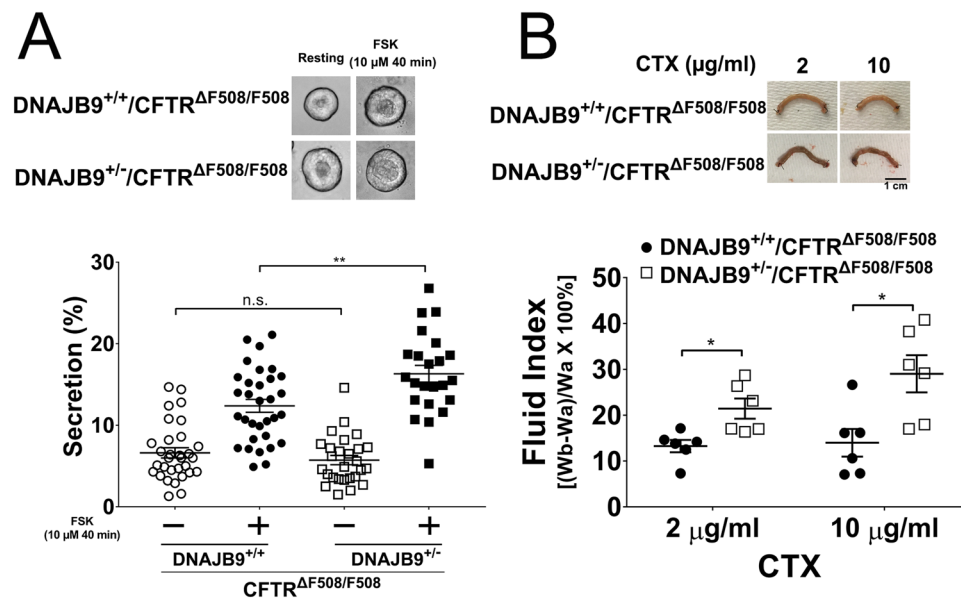 A
Resting
FSK
(10 µM 40 min)
DNAJB9+/+/CFTRΔF508/F508
DNAJB9+/-/CFTRΔF508/F508
30
20
10
0
Secretion (%)
n.s.
**
FSK
(10 µM 40 min)
− + − +
DNAJB9+/+ DNAJB9+/-
CFTRΔF508/F508
B
CTX (µg/ml) 2 10
DNAJB9+/+/CFTRΔF508/F508
DNAJB9+/-/CFTRΔF508/F508
1 cm
● DNAJB9+/+/CFTRΔF508/F508
□ DNAJB9+/-/CFTRΔF508/F508
50
40
30
20
10
0
Fluid Index
[(Wb-Wa)/Wa X 100%]
*
*
2 µg/ml 10 µg/ml
CTX